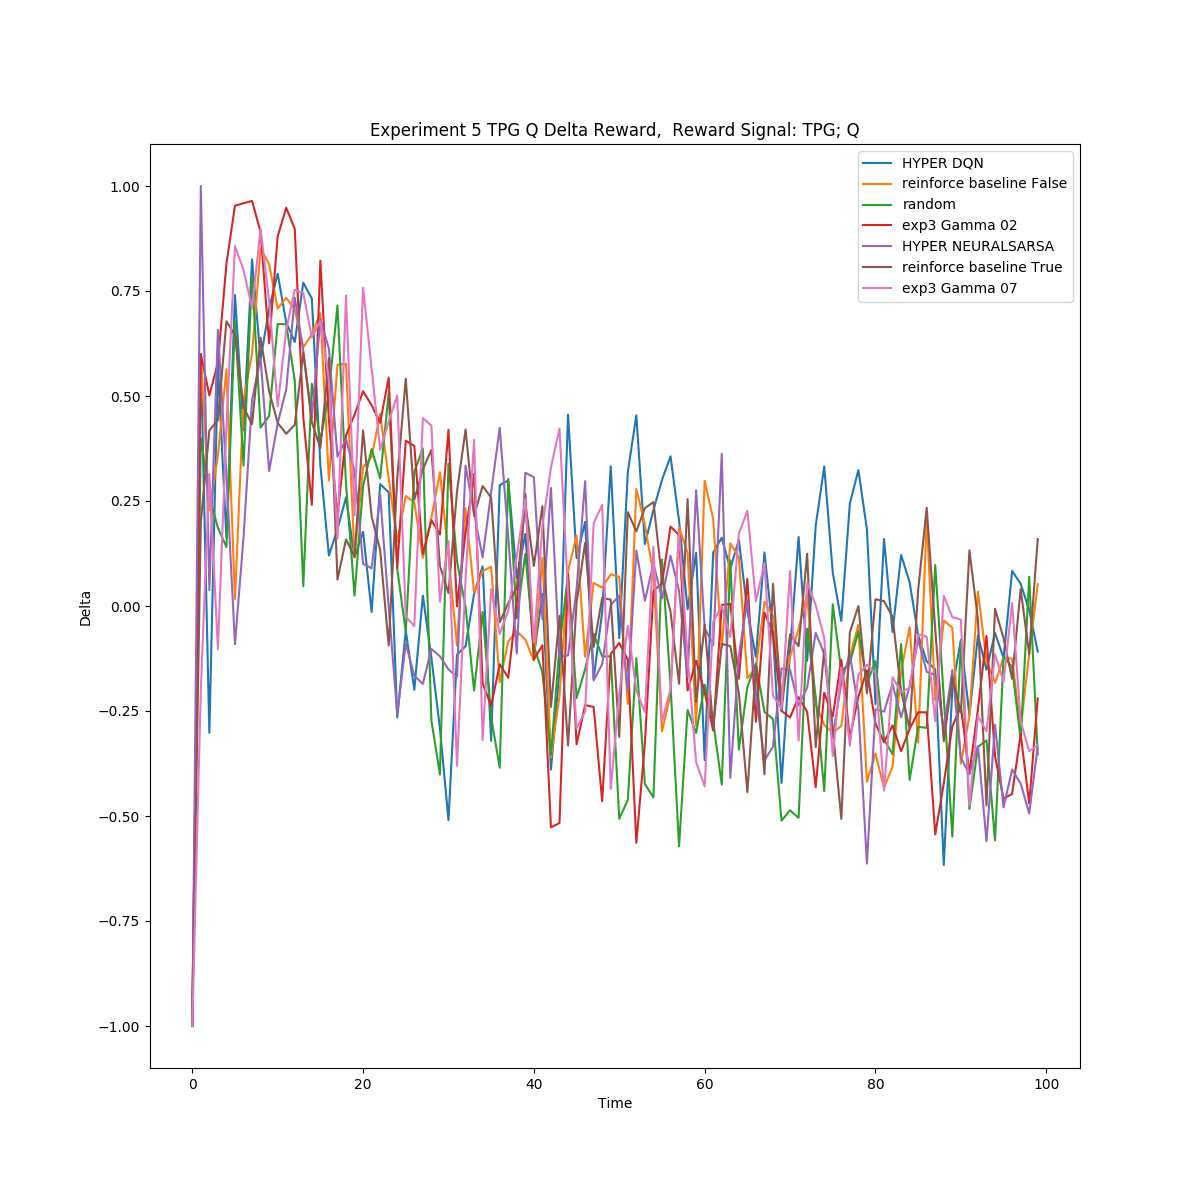 Experiment 5 TPG Q Delta Reward,  Reward Signal: TPG; Q
HYPER DQN
reinforce baseline False
random
exp3 Gamma 02
HYPER NEURALSARSA
reinforce baseline True
exp3 Gamma 07
1.00
0.75
0.50
0.25
0.00
−0.25
−0.50
−0.75
−1.00
Delta
0 20 40 60 80 100
Time